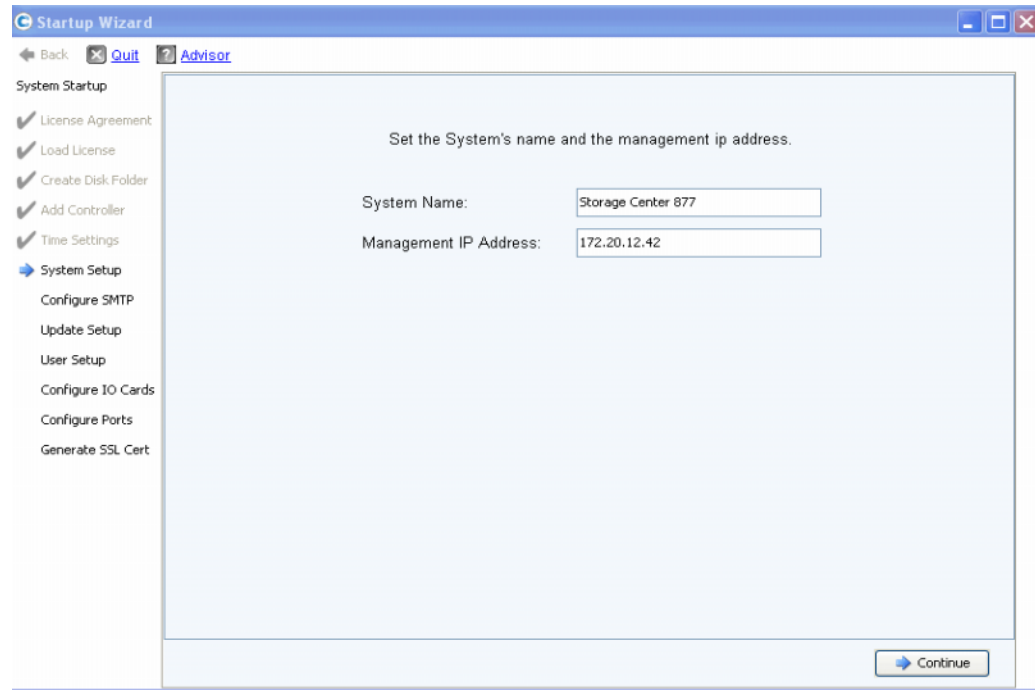 Startup Wizard
Back Quit Advisor
System Startup
License Agreement
Load License
Create Disk Folder
Add Controller
Time Settings
System Setup
Configure SMTP
Update Setup
User Setup
Configure IO Cards
Configure Ports
Generate SSL Cert
Set the System's name and the management ip address.
System Name: Storage Center 877
Management IP Address: 172.20.12.42
Continue